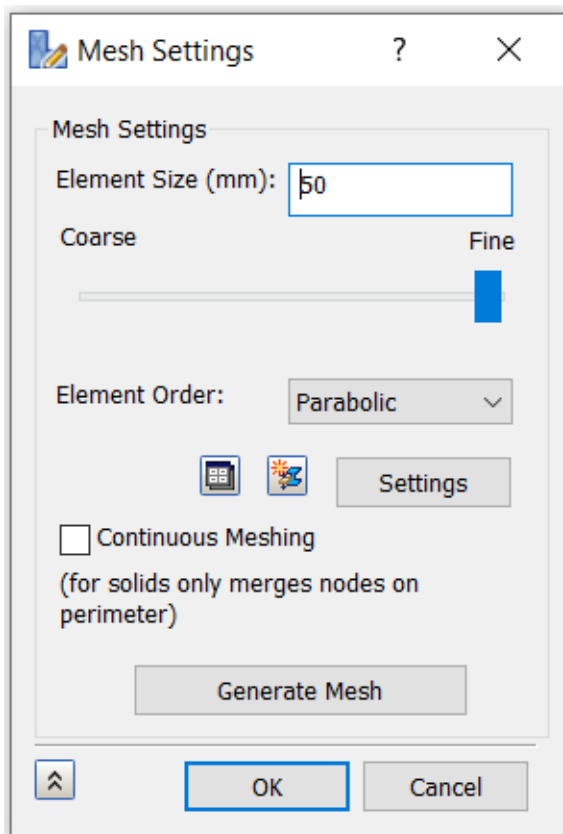 Mesh Settings ?
Mesh Settings
Element Size (mm): 50
Coarse Fine
Element Order: Parabolic
Settings
Continuous Meshing
(for solids only merges nodes on
perimeter)
Generate Mesh
OK Cancel